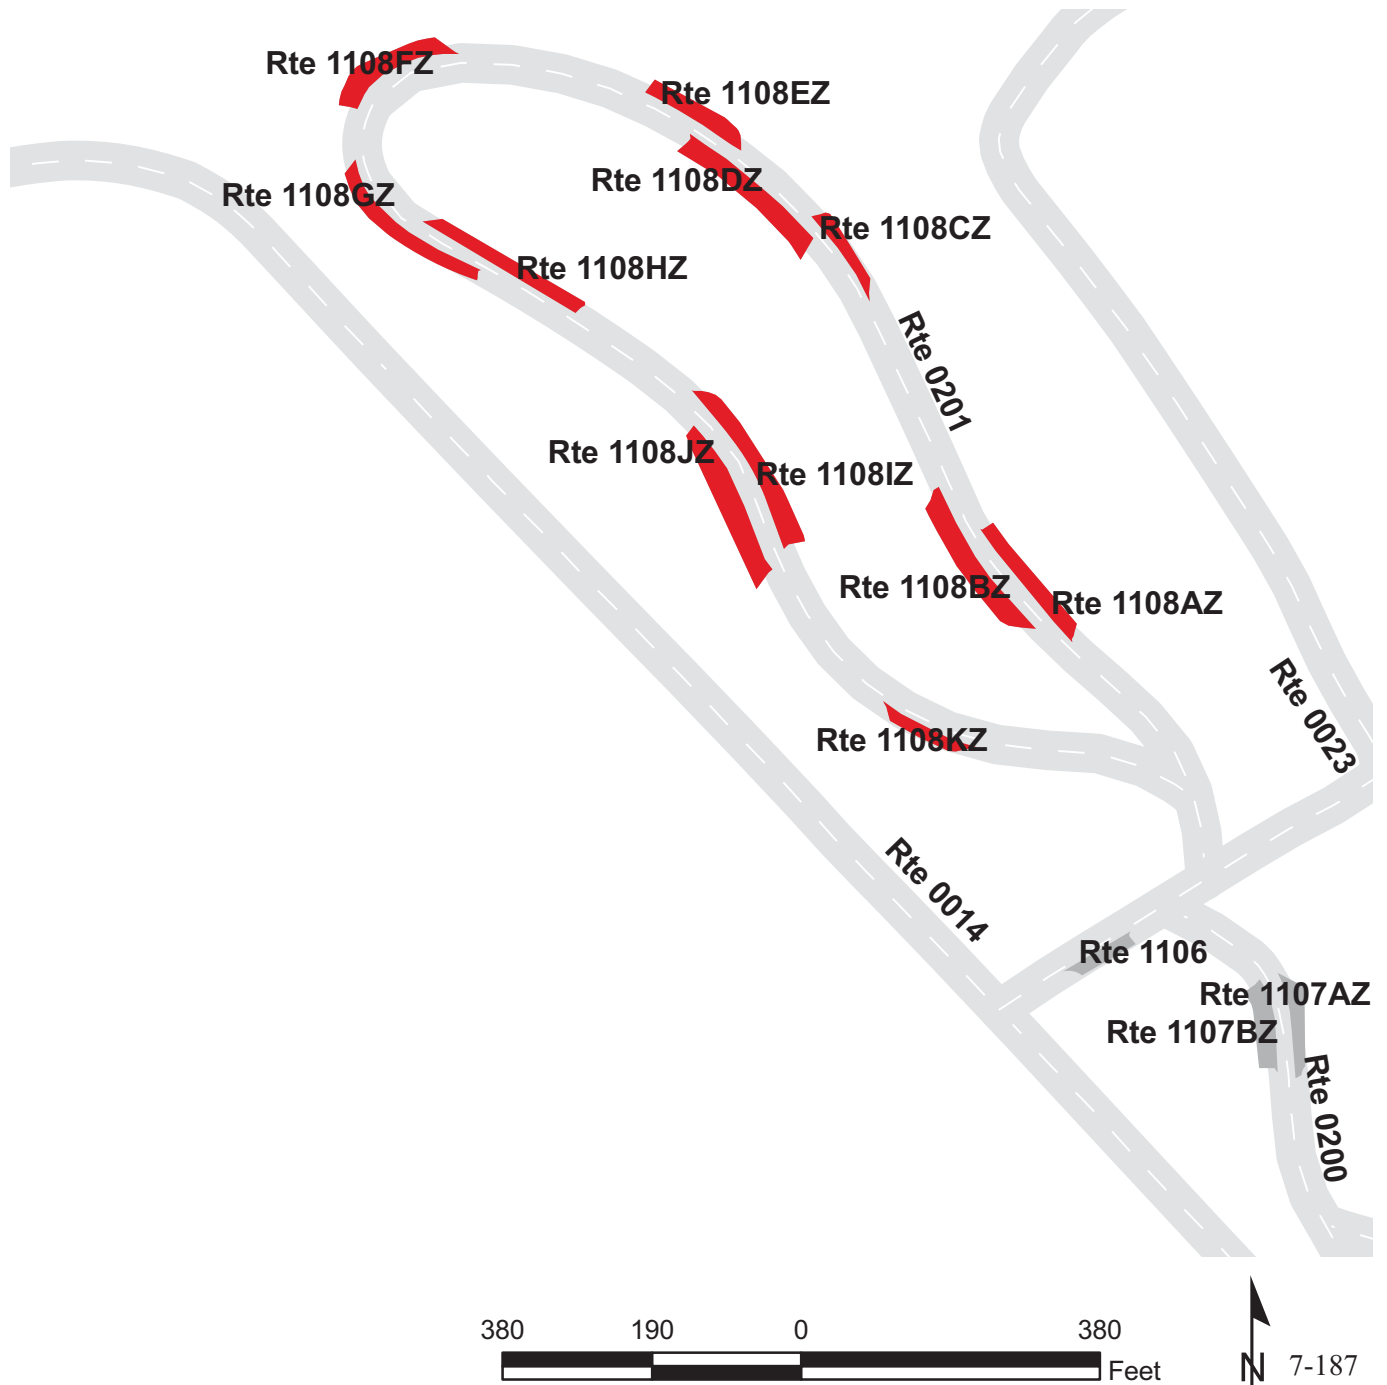 Rte 1108FZ
Rte 1108EZ
Rte 1108DZ
Rte 1108GZ
Rte 1108CZ
Rte 1108HZ
Rte 0201
Rte 1108JZ
Rte 1108IZ
Rte 1108BZ
Rte 1108AZ
Rte 0023
Rte 1108KZ
Rte 0014
Rte 1106
Rte 1107AZ
Rte 1107BZ
Rte 0200
380 190 0 380
Feet
N
7-187